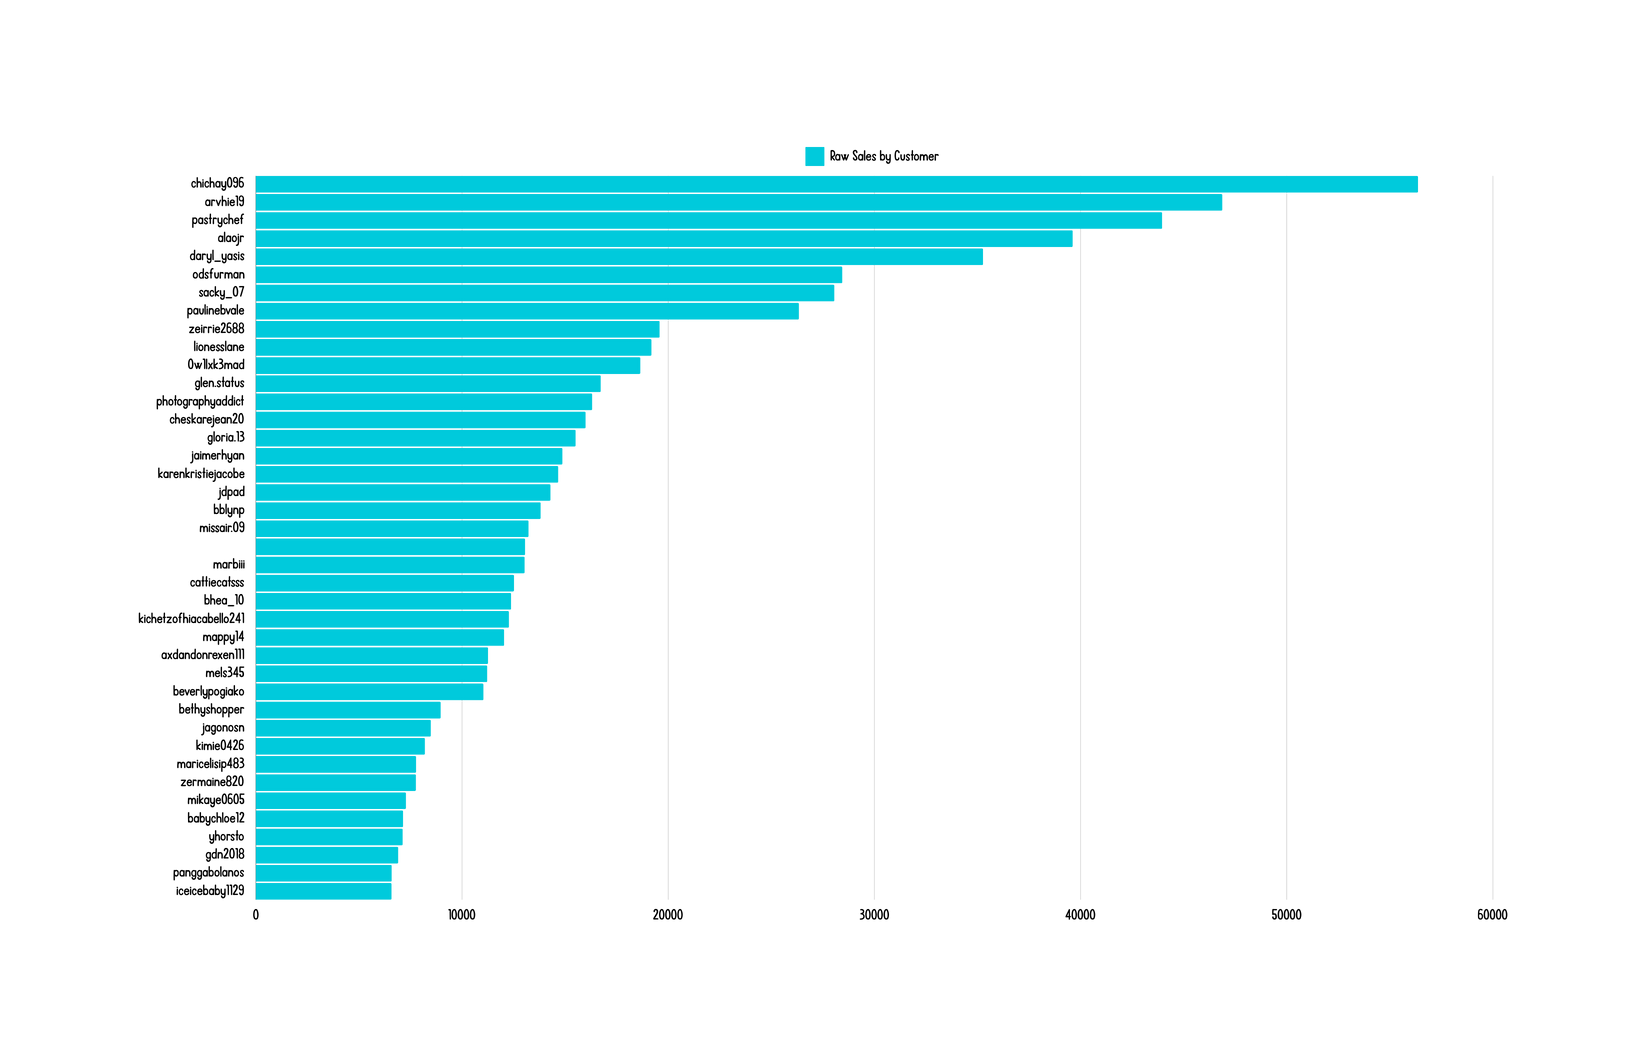 Raw Sales by Customer
chichay096
arvhie19
pastrychef
alaojr
daryl_yasis
odsfurman
sacky_07
paulinebvale
zeirrie2688
lionesslane
0w1lxk3mad
glen.status
photographyaddict
cheskarejean20
gloria.13
jaimerhyan
karenkristiejacobe
jdpad
bblynp
missair.09
marbiii
cattiecatsss
bhea_10
kichetzofhiacabello241
mappy14
axdandonrexen111
mels345
beverlypogiako
bethyshopper
jagonosn
kimie0426
maricelisip483
zermaine820
mikaye0605
babychloe12
yhorsto
gdn2018
panggabolanos
iceicebaby1129
0 10000 20000 30000 40000 50000 60000